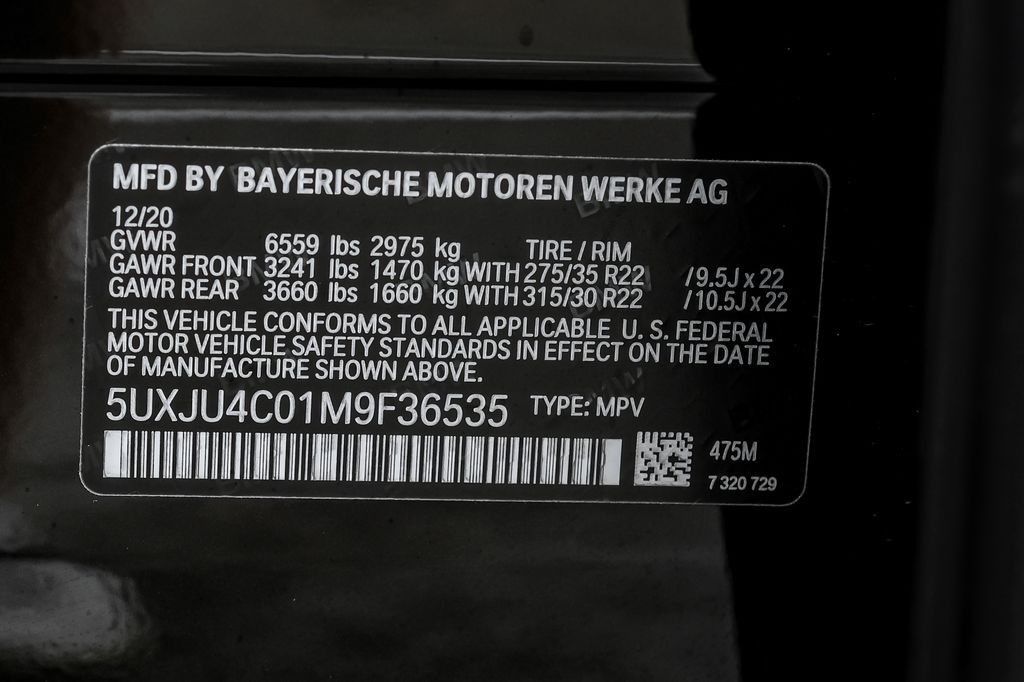 MFD BY BAYERISCHE MOTOREN WERKE AG
12/20
GVWR 6559 lbs 2975 kg TIRE / RIM
GAWR FRONT 3241 lbs 1470 kg WITH 275/35 R22 /9.5J x 22
GAWR REAR 3660 lbs 1660 kg WITH 315/30 R22 /10.5J x 22
THIS VEHICLE CONFORMS TO ALL APPLICABLE U. S. FEDERAL
MOTOR VEHICLE SAFETY STANDARDS IN EFFECT ON THE DATE
OF MANUFACTURE SHOWN ABOVE.
5UXJU4C01M9F36535 TYPE: MPV
475M
7 320 729